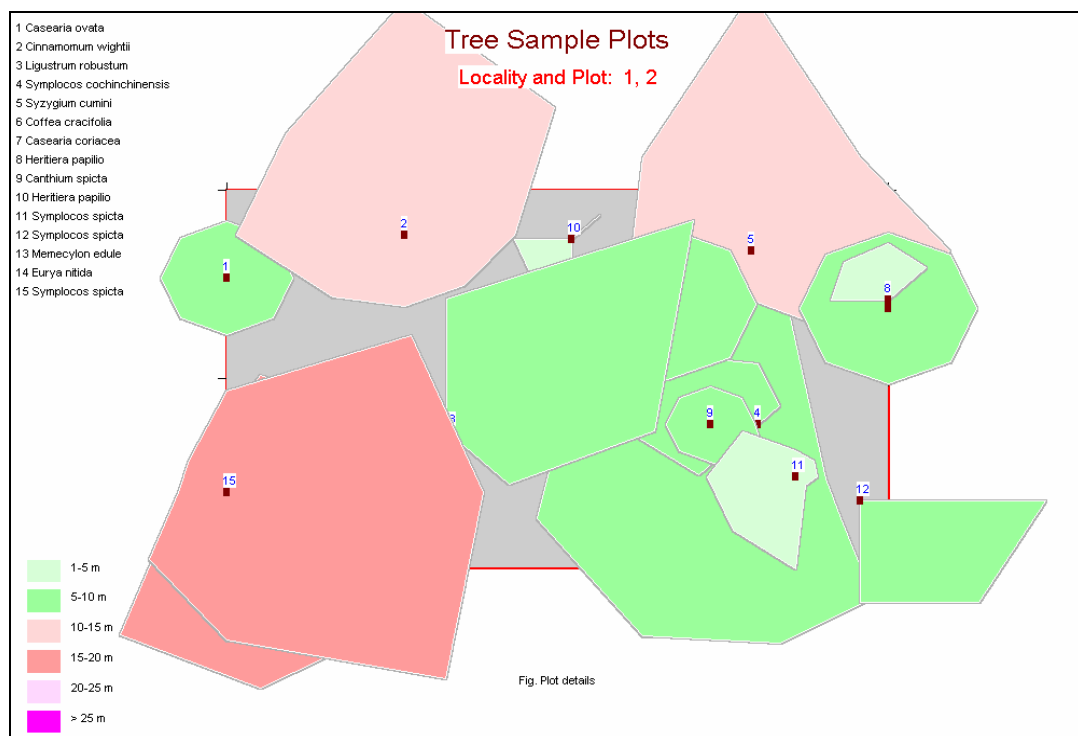 Tree Sample Plots
Locality and Plot: 1, 2
1 Casearia ovata
2 Cinnamomum wightii
3 Ligustrum robustum
4 Symplocos cochinchinensis
5 Syzygium cumini
6 Coffea cracifolia
7 Casearia coriacea
8 Heritiera papilio
9 Canthium spicta
10 Heritiera papilio
11 Symplocos spicta
12 Symplocos spicta
13 Memecylon edule
14 Eurya nitida
15 Symplocos spicta
2
10
5
1
8
9
4
11
15
12
1-5 m
5-10 m
10-15 m
15-20 m
20-25 m
> 25 m
Fig. Plot details